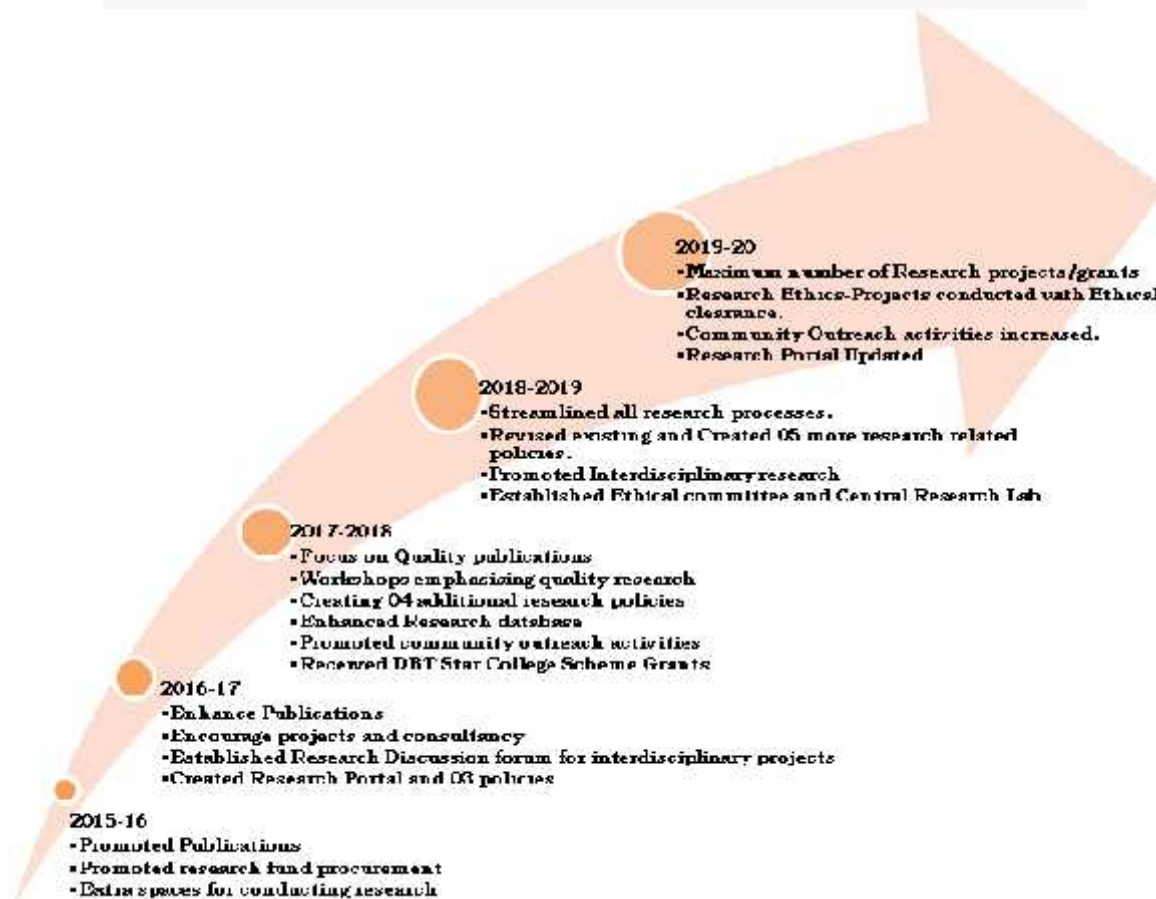 2019-20
•Maximum number of Research projects/grants
•Research Ethics-Projects conducted with Ethical
clearance.
•Community Outreach activities increased.
•Research Portal Updated
2018-2019
•Streamlined all research processes.
•Revised existing and Created 05 more research related
policies.
•Promoted Interdisciplinary research
•Established Ethical committee and Central Research Lab
2017-2018
•Focus on Quality publications
•Workshops emphasising quality research
•Creating 04 additional research policies
•Enhanced Research database
•Promoted community outreach activities
•Received DBT Star College Scheme Grants
2016-17
•Enhance Publications
•Encourage projects and consultancy
•Established Research Discussion forum for interdisciplinary projects
•Created Research Portal and 03 policies
2015-16
•Promoted Publications
•Promoted research fund procurement
•Extra spaces for conducting research